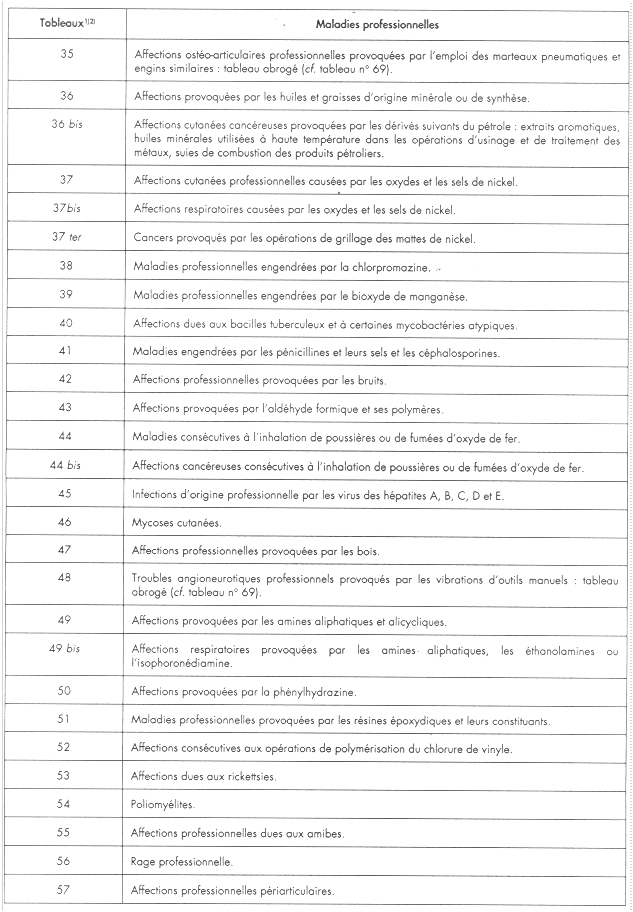 Tableaux1)2) Maladies professionnelles
35 Affections ostéo-articulaires professionnelles provoquées par l'emploi des marteaux pneumatiques et
engins similaires : tableau abrogé (cf. tableau n° 69).
36 Affections provoquées par les huiles et graisses d'origine minérale ou de synthèse.
36 bis Affections cutanées cancéreuses provoquées par les dérivés suivants du pétrole : extraits aromatiques,
huiles minérales utilisées à haute température dans les opérations d'usinage et de traitement des
métaux, suies de combustion des produits pétroliers.
37 Affections cutanées professionnelles causées par les oxydes et les sels de nickel.
37bis Affections respiratoires causées par les oxydes et les sels de nickel.
37 ter Cancers provoqués par les opérations de grillage des mattes de nickel.
38 Maladies professionnelles engendrées par la chlorpromazine.
39 Maladies professionnelles engendrées par le bioxyde de manganèse.
40 Affections dues aux bacilles tuberculeux et à certaines mycobactéries atypiques.
41 Maladies engendrées par les pénicillines et leurs sels et les céphalosporines.
42 Affections professionnelles provoquées par les bruits.
43 Affections provoquées par l'aldéhyde formique et ses polymères.
44 Maladies consécutives à l'inhalation de poussières ou de fumées d'oxyde de fer.
44 bis Affections cancéreuses consécutives à l'inhalation de poussières ou de fumées d'oxyde de fer.
45 Infections d'origine professionnelle par les virus des hépatites A, B, C, D et E.
46 Mycoses cutanées.
47 Affections professionnelles provoquées par les bois.
48 Troubles angioneurotiques professionnels provoqués par les vibrations d'outils manuels : tableau
abrogé (cf. tableau n° 69).
49 Affections provoquées par les amines aliphatiques et alicycliques.
49 bis Affections respiratoires provoquées par les amines aliphatiques, les éthanolamines ou
l'isophoronédiamine.
50 Affections provoquées par la phénylhydrazine.
51 Maladies professionnelles provoquées par les résines époxydiques et leurs constituants.
52 Affections consécutives aux opérations de polymérisation du chlorure de vinyle.
53 Affections dues aux rickettsies.
54 Poliomyélites.
55 Affections professionnelles dues aux amibes.
56 Rage professionnelle.
57 Affections professionnelles périarticulaires.